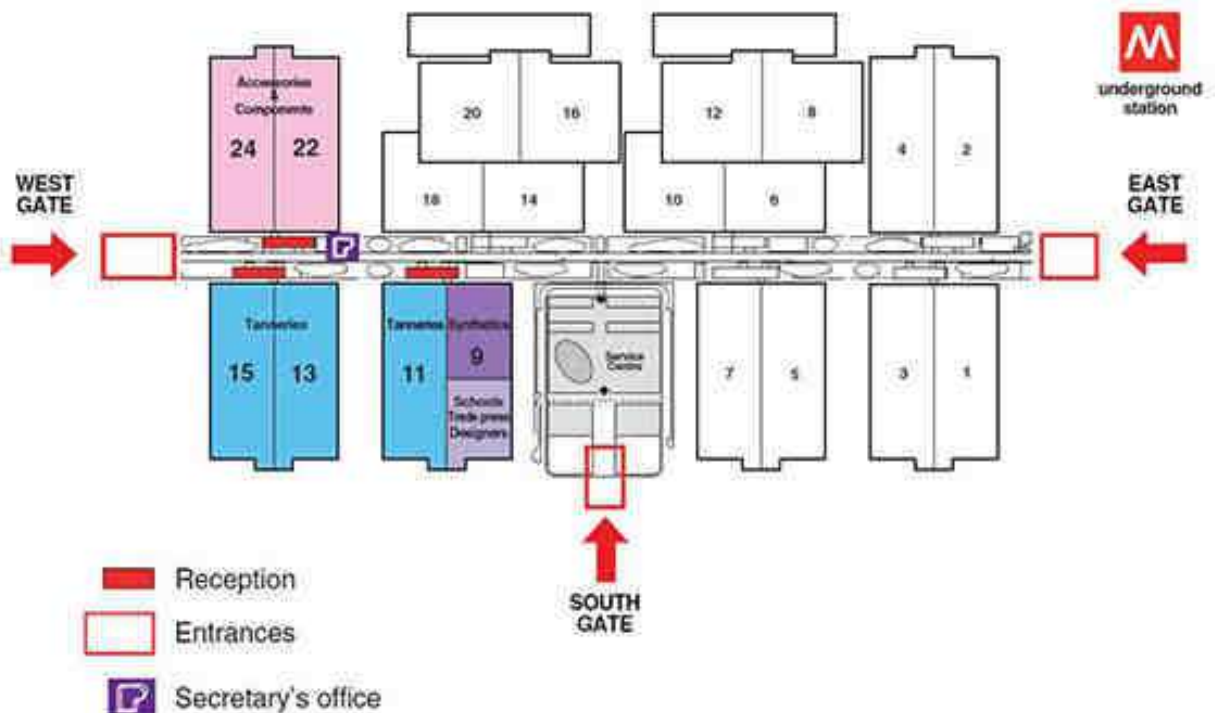 M
underground
station
Accessories
&
Components
24
22
20
16
12
8
4
2
18
14
10
6
WEST
GATE
EAST
GATE
Tanneries
15
13
Tanneries
11
Synthetics
9
Schools
Trade press
Designers
Service
Centre
7
5
3
1
SOUTH
GATE
Reception
Entrances
Secretary's office